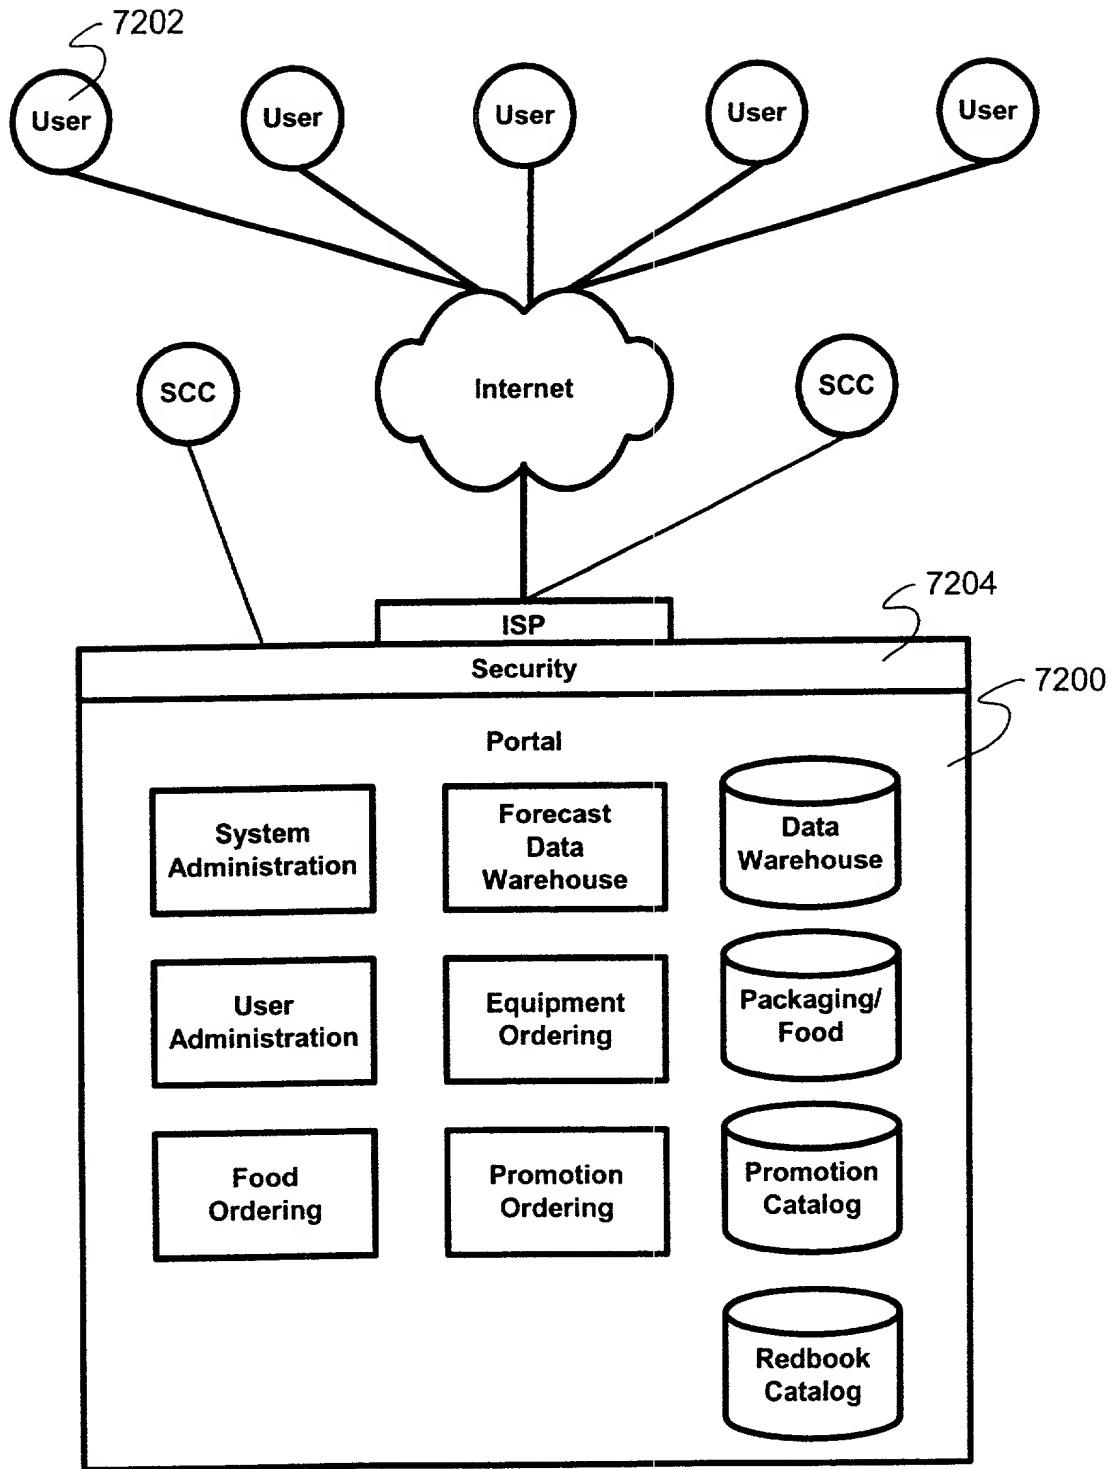 7202
User
User
User
User
User
SCC
Internet
SCC
7204
ISP
Security
7200
Portal
System
Administration
Forecast
Data
Warehouse
Data
Warehouse
User
Administration
Equipment
Ordering
Packaging/
Food
Food
Ordering
Promotion
Ordering
Promotion
Catalog
Redbook
Catalog